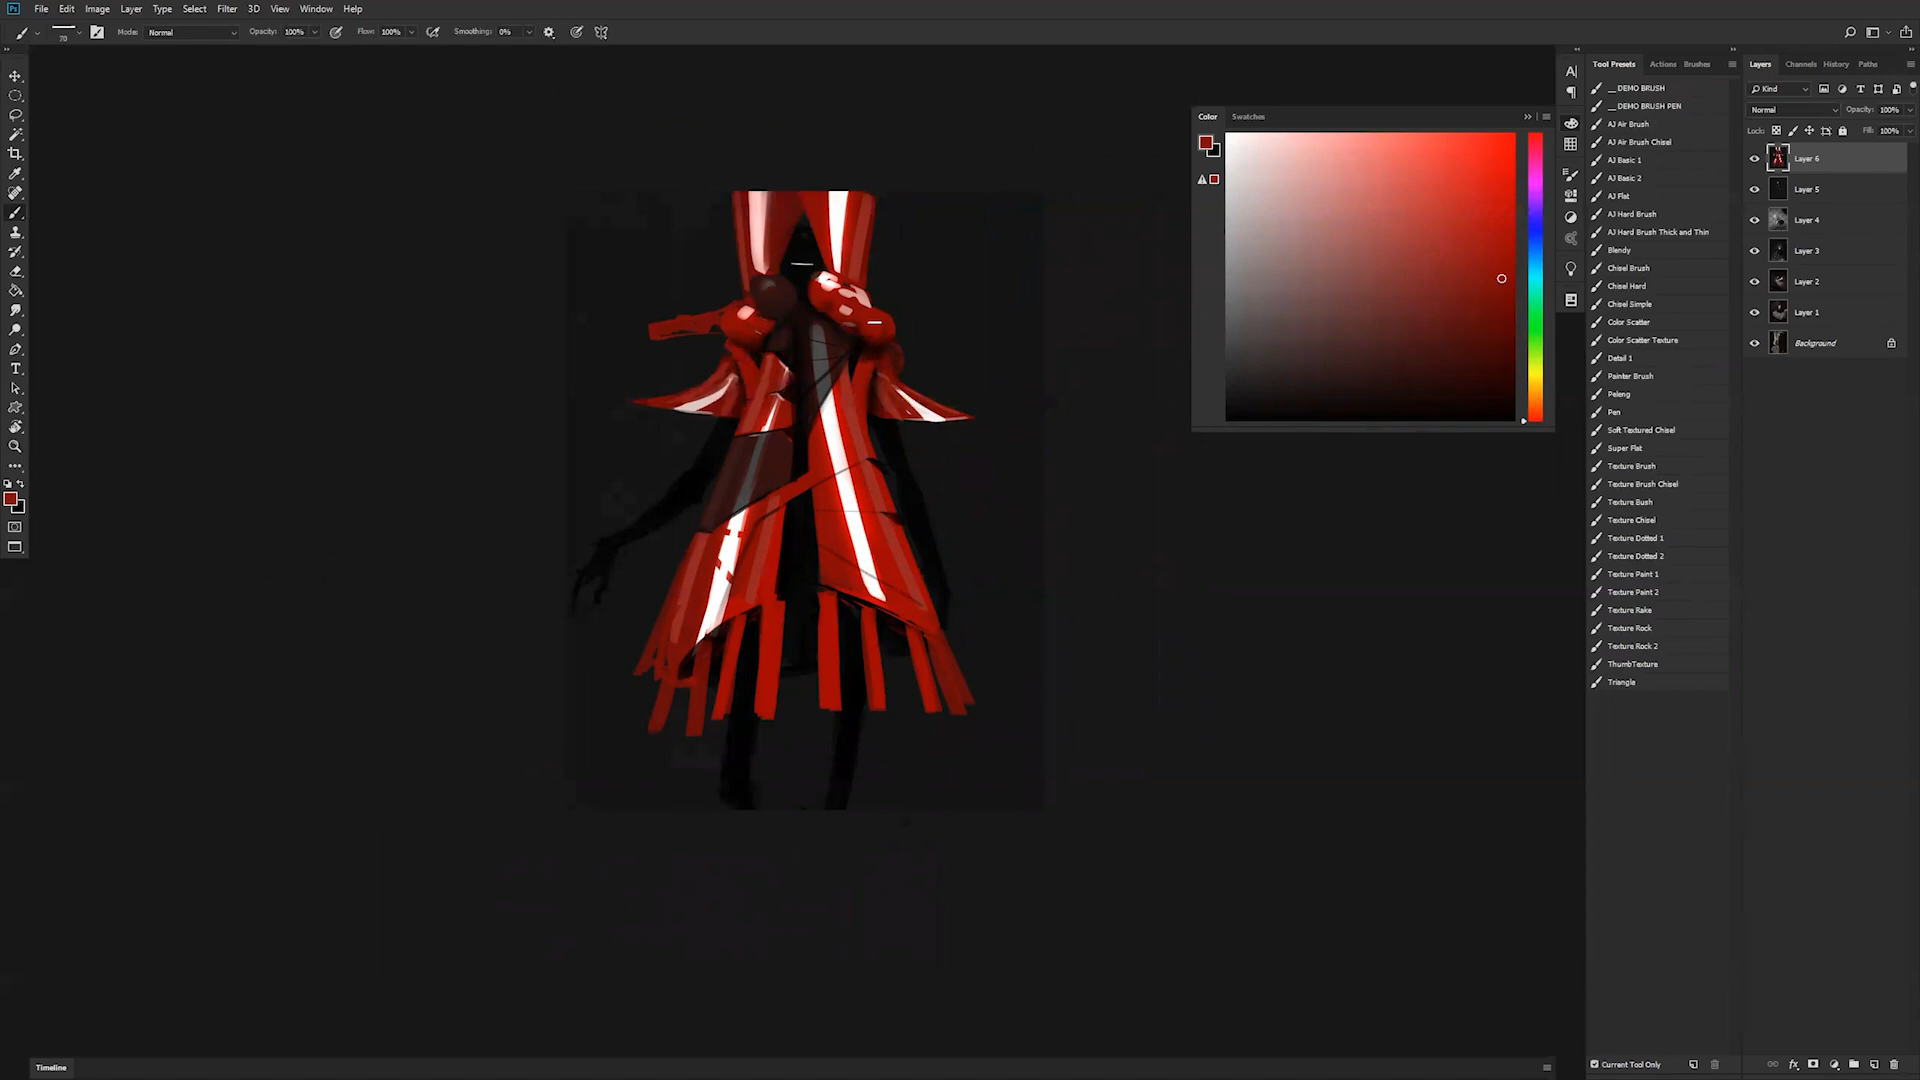 Ps File Edit Image Layer Type Select Filter 3D View Window Help
70 Mode: Normal Opacity: 100% Flow: 100% Smoothing: 0%
Color Swatches
Tool Presets Actions Brushes
__ DEMO BRUSH
__ DEMO BRUSH PEN
AJ Air Brush
AJ Air Brush Chisel
AJ Basic 1
AJ Basic 2
AJ Flat
AJ Hard Brush
AJ Hard Brush Thick and Thin
Blendy
Chisel Brush
Chisel Hard
Chisel Simple
Color Scatter
Color Scatter Texture
Detail 1
Painter Brush
Peleng
Pen
Soft Textured Chisel
Super Flat
Texture Brush
Texture Brush Chisel
Texture Bush
Texture Chisel
Texture Dotted 1
Texture Dotted 2
Texture Paint 1
Texture Paint 2
Texture Rake
Texture Rock
Texture Rock 2
ThumbTexture
Triangle
Current Tool Only
Layers Channels History Paths
Kind
Normal Opacity: 100%
Lock: Fill: 100%
Layer 6
Layer 5
Layer 4
Layer 3
Layer 2
Layer 1
Background
fx
Timeline